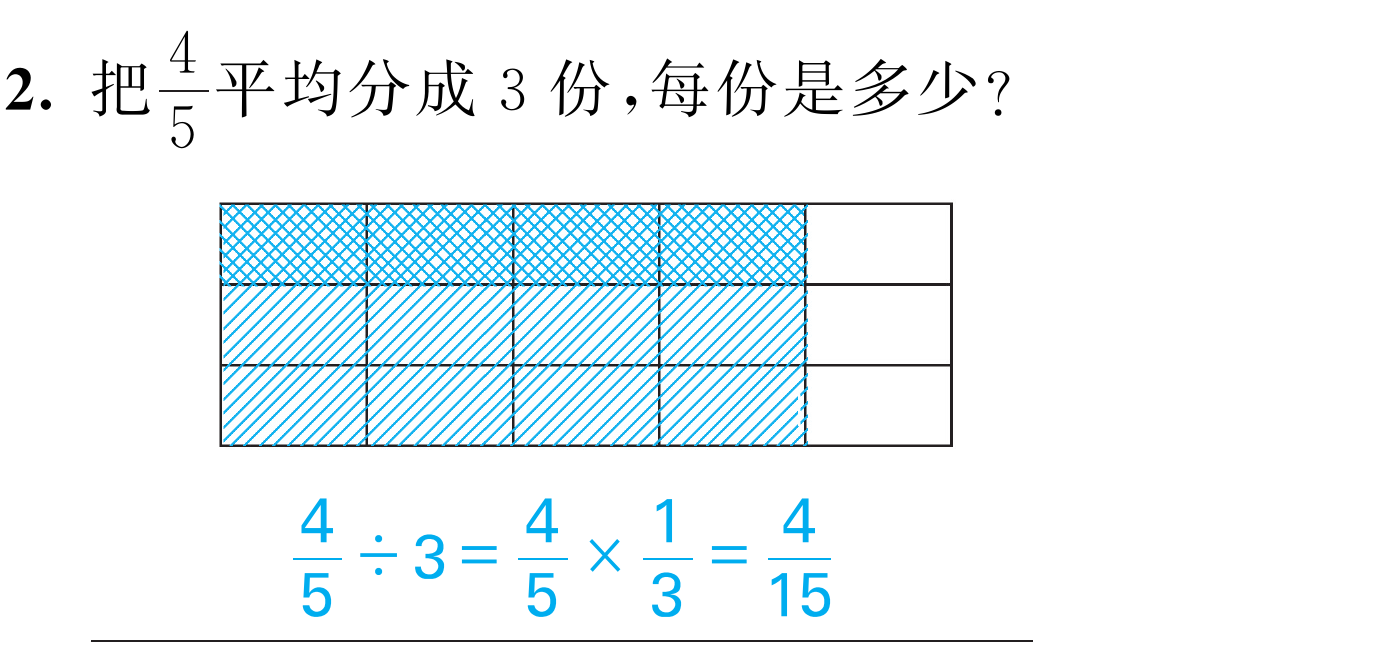 2. 把4/5平均分成 3 份,每份是多少?
4/5 ÷ 3 = 4/5 × 1/3 = 4/15